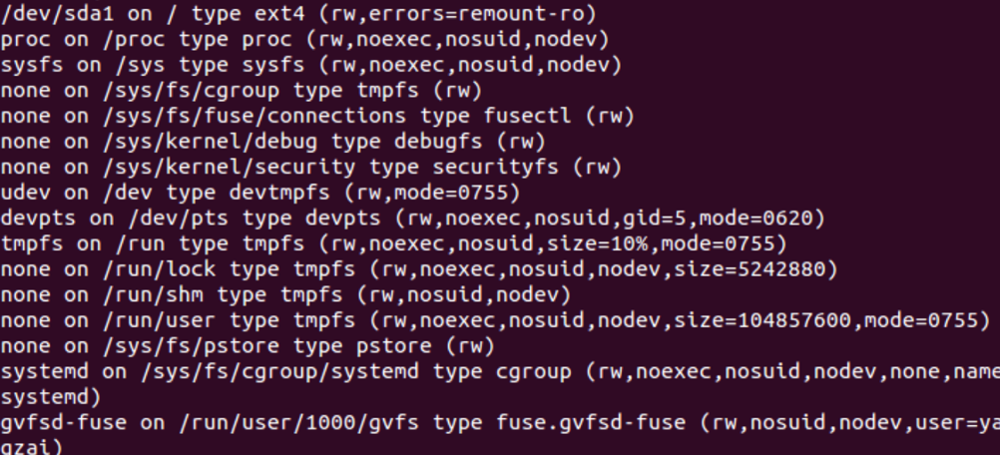 /dev/sda1 on / type ext4 (rw,errors=remount-ro)
proc on /proc type proc (rw,noexec,nosuid,nodev)
sysfs on /sys type sysfs (rw,noexec,nosuid,nodev)
none on /sys/fs/cgroup type tmpfs (rw)
none on /sys/fs/fuse/connections type fusectl (rw)
none on /sys/kernel/debug type debugfs (rw)
none on /sys/kernel/security type securityfs (rw)
udev on /dev type devtmpfs (rw,mode=0755)
devpts on /dev/pts type devpts (rw,noexec,nosuid,gid=5,mode=0620)
tmpfs on /run type tmpfs (rw,noexec,nosuid,size=10%,mode=0755)
none on /run/lock type tmpfs (rw,noexec,nosuid,nodev,size=5242880)
none on /run/shm type tmpfs (rw,nosuid,nodev)
none on /run/user type tmpfs (rw,noexec,nosuid,nodev,size=104857600,mode=0755)
none on /sys/fs/pstore type pstore (rw)
systemd on /sys/fs/cgroup/systemd type cgroup (rw,noexec,nosuid,nodev,none,name
systemd)
gvfsd-fuse on /run/user/1000/gvfs type fuse.gvfsd-fuse (rw,nosuid,nodev,user=ya
gzai)